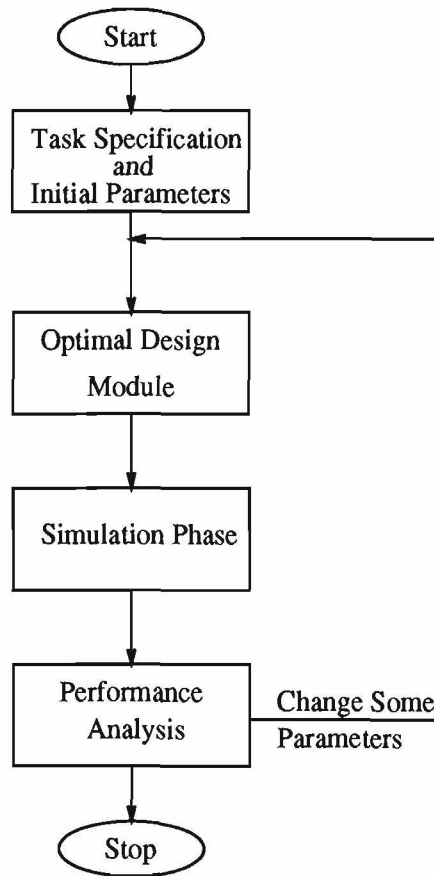 Start
Task Specification
and
Initial Parameters
Optimal Design
Module
Simulation Phase
Performance
Analysis
Change Some
Parameters
Stop